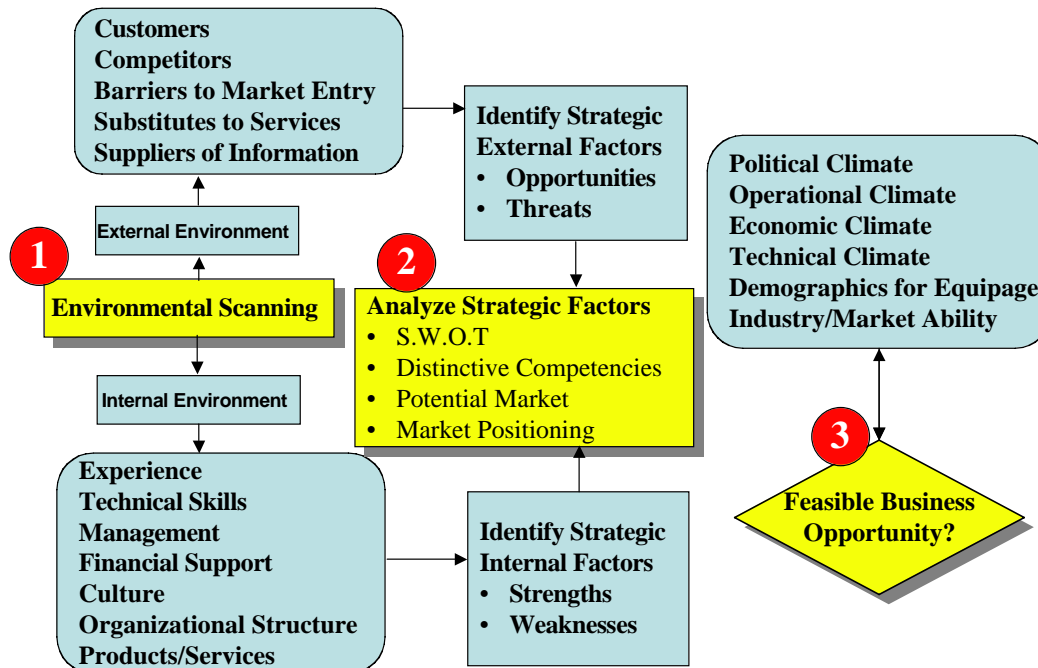 Customers
Competitors
Barriers to Market Entry
Substitutes to Services
Suppliers of Information
External Environment
1
Environmental Scanning
Internal Environment
Experience
Technical Skills
Management
Financial Support
Culture
Organizational Structure
Products/Services
Identify Strategic
External Factors
• Opportunities
• Threats
2
Analyze Strategic Factors
• S.W.O.T
• Distinctive Competencies
• Potential Market
• Market Positioning
Identify Strategic
Internal Factors
• Strengths
• Weaknesses
Political Climate
Operational Climate
Economic Climate
Technical Climate
Demographics for Equipage
Industry/Market Ability
3
Feasible Business
Opportunity?